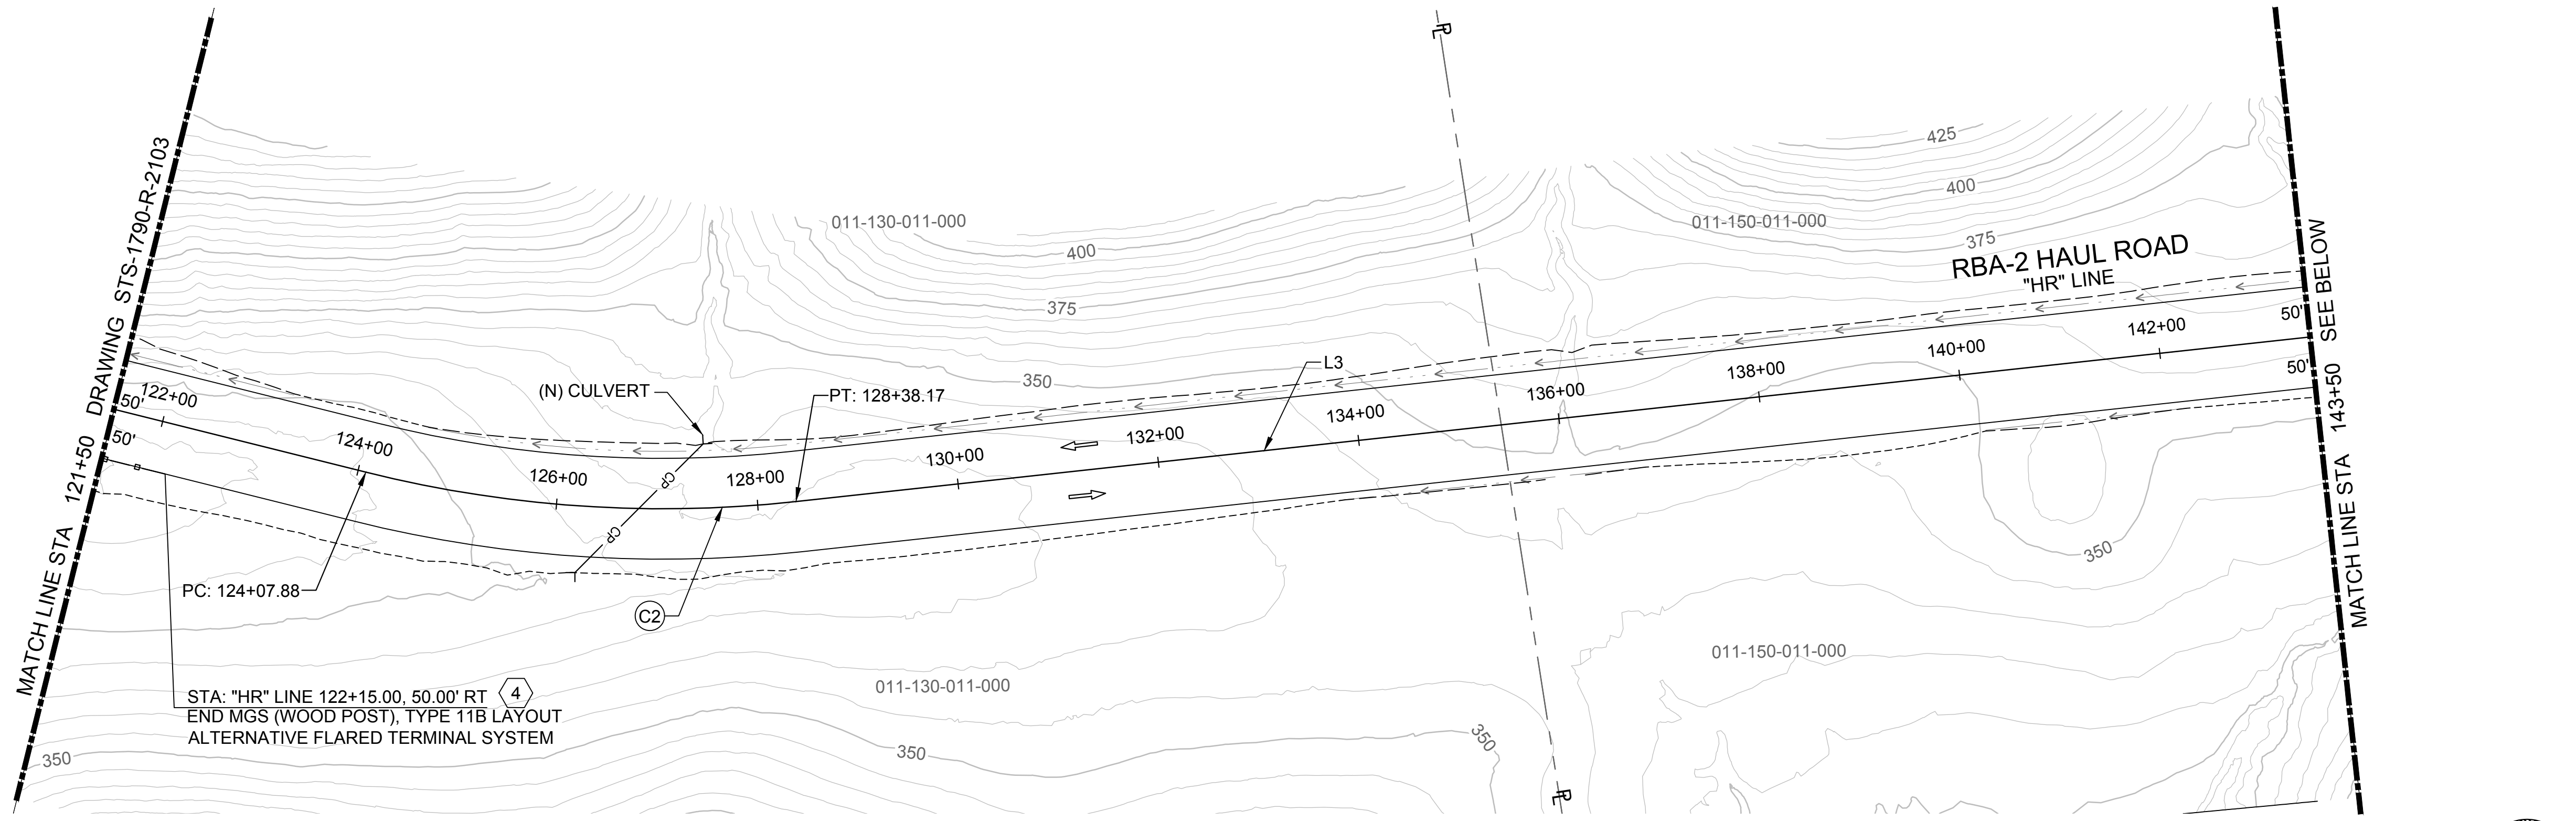 PL
425
400
011-130-011-000
011-150-011-000
400
375
RBA-2 HAUL ROAD
"HR" LINE
375
350
MATCH LINE STA 121+50 DRAWING STS-1790-R-2103
MATCH LINE STA 143+50 SEE BELOW
50'
50'
50'
50'
122+00
124+00
126+00
128+00
130+00
132+00
134+00
136+00
138+00
140+00
142+00
(N) CULVERT
PT: 128+38.17
L3
CP
CP
PC: 124+07.88
C2
350
011-150-011-000
011-130-011-000
STA: "HR" LINE 122+15.00, 50.00' RT 4
END MGS (WOOD POST), TYPE 11B LAYOUT
ALTERNATIVE FLARED TERMINAL SYSTEM
350
350
350
PL